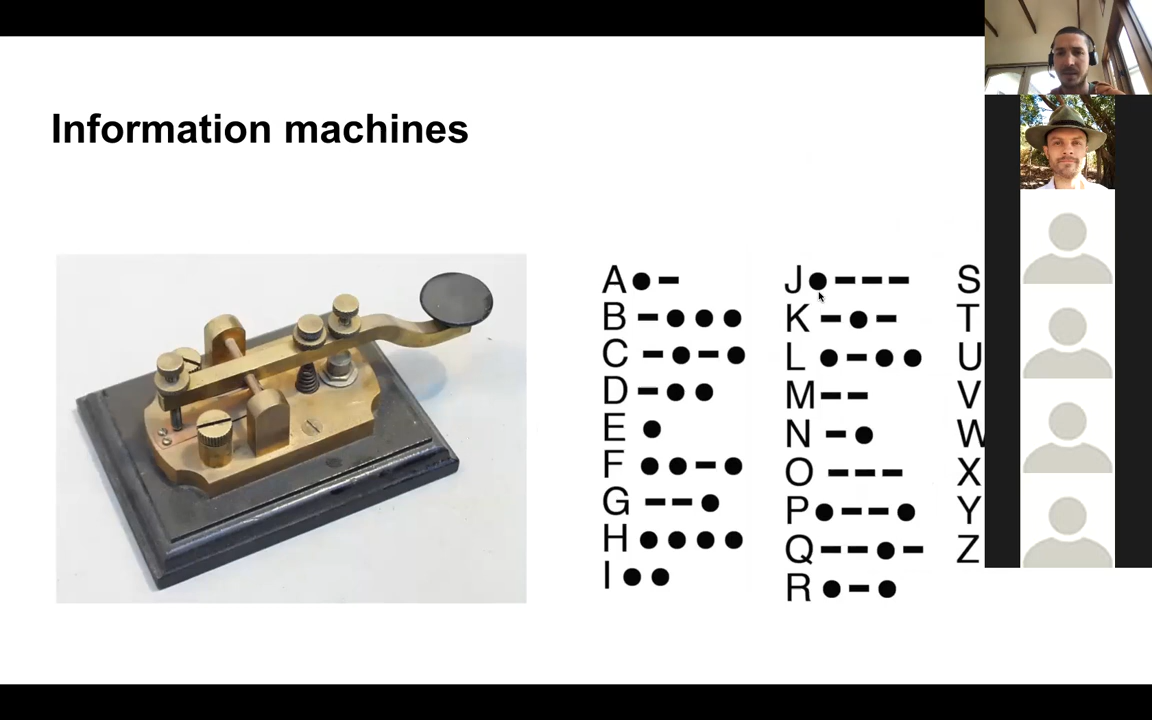 Information machines
A ●–
B –●●●
C –●–●
D –●●
E ●
F ●●–●
G ––●
H ●●●●
I ●●
J ●–––
K –●–
L ●–●●
M ––
N –●
O –––
P ●––●
Q ––●–
R ●–●
S
T
U
V
W
X
Y
Z